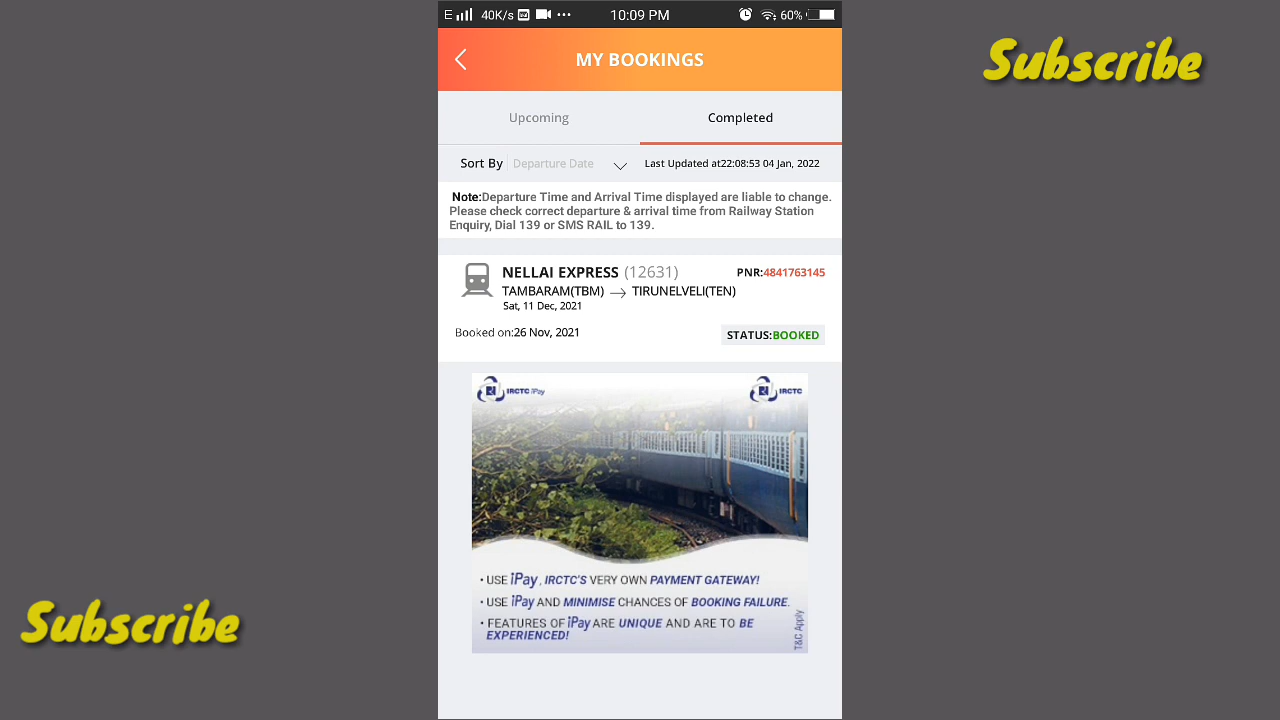 E 40K/s 10:09 PM 60%
MY BOOKINGS
Subscribe
Upcoming Completed
Sort By Departure Date Last Updated at22:08:53 04 Jan, 2022
Note:Departure Time and Arrival Time displayed are liable to change.
Please check correct departure & arrival time from Railway Station
Enquiry, Dial 139 or SMS RAIL to 139.
NELLAI EXPRESS (12631) PNR:4841763145
TAMBARAM(TBM) → TIRUNELVELI(TEN)
Sat, 11 Dec, 2021
Booked on:26 Nov, 2021 STATUS:BOOKED
IRCTC iPay IRCTC
• USE iPay, IRCTC'S VERY OWN PAYMENT GATEWAY!
• USE iPay AND MINIMISE CHANCES OF BOOKING FAILURE.
• FEATURES OF iPay ARE UNIQUE AND ARE TO BE
EXPERIENCED!
T&C Apply
Subscribe